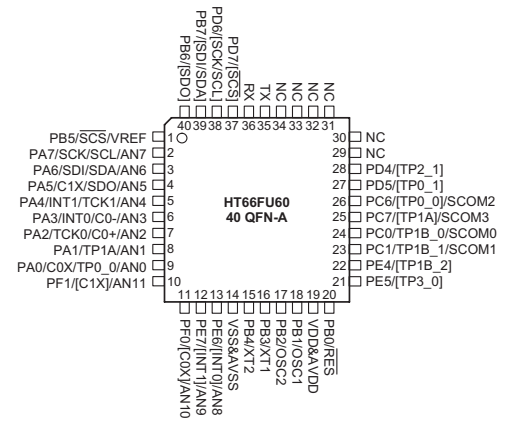 PB6/[SDO]
PB7/[SDI/SDA]
PD6/[SCK/SCL]
PD7/[SCS]
RX
TX
NC
NC
NC
NC
40 39 38 37 36 35 34 33 32 31
PB5/SCS/VREF 1
PA7/SCK/SCL/AN7 2
PA6/SDI/SDA/AN6 3
PA5/C1X/SDO/AN5 4
PA4/INT1/TCK1/AN4 5
PA3/INT0/C0-/AN3 6
PA2/TCK0/C0+/AN2 7
PA1/TP1A/AN1 8
PA0/C0X/TP0_0/AN0 9
PF1/[C1X]/AN11 10
HT66FU60
40 QFN-A
30 NC
29 NC
28 PD4/[TP2_1]
27 PD5/[TP0_1]
26 PC6/[TP0_0]/SCOM2
25 PC7/[TP1A]/SCOM3
24 PC0/TP1B_0/SCOM0
23 PC1/TP1B_1/SCOM1
22 PE4/[TP1B_2]
21 PE5/[TP3_0]
11 12 13 14 15 16 17 18 19 20
PF0/[C0X]/AN10
PE7/[INT1]/AN9
PE6/[INT0]/AN8
VSS&AVSS
PB4/XT2
PB3/XT1
PB2/OSC2
PB1/OSC1
VDD&AVDD
PB0/RES